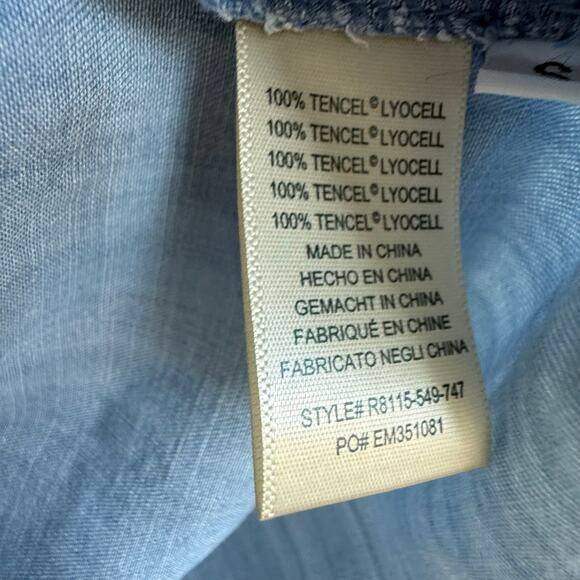 100% TENCEL©LYOCELL
100% TENCEL©LYOCELL
100% TENCEL©LYOCELL
100% TENCEL©LYOCELL
100% TENCEL©LYOCELL
MADE IN CHINA
HECHO EN CHINA
GEMACHT IN CHINA
FABRIQUÉ EN CHINE
FABRICATO NEGLI CHINA
STYLE# R8115-549-747
PO# EM351081